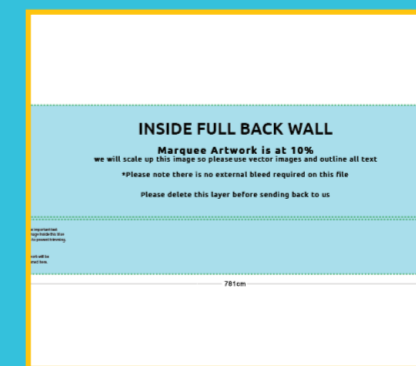 INSIDE FULL BACK WALL
Marquee Artwork is at 10%
we will scale up this image so please use vector images and outline all text
*Please note there is no external bleed required on this file
Please delete this layer before sending back to us
781cm